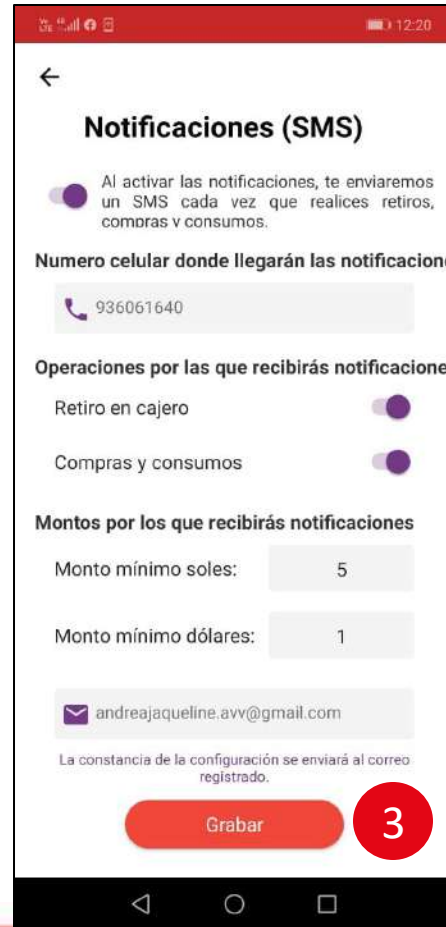 12:20
Notificaciones (SMS)
Al activar las notificaciones, te enviaremos
un SMS cada vez que realices retiros,
compras y consumos.
Numero celular donde llegarán las notificacion
936061640
Operaciones por las que recibirás notificacione
Retiro en cajero
Compras y consumos
Montos por los que recibirás notificaciones
Monto mínimo soles: 5
Monto mínimo dólares: 1
andreajaqueline.avv@gmail.com
La constancia de la configuración se enviará al correo
registrado.
Grabar 3